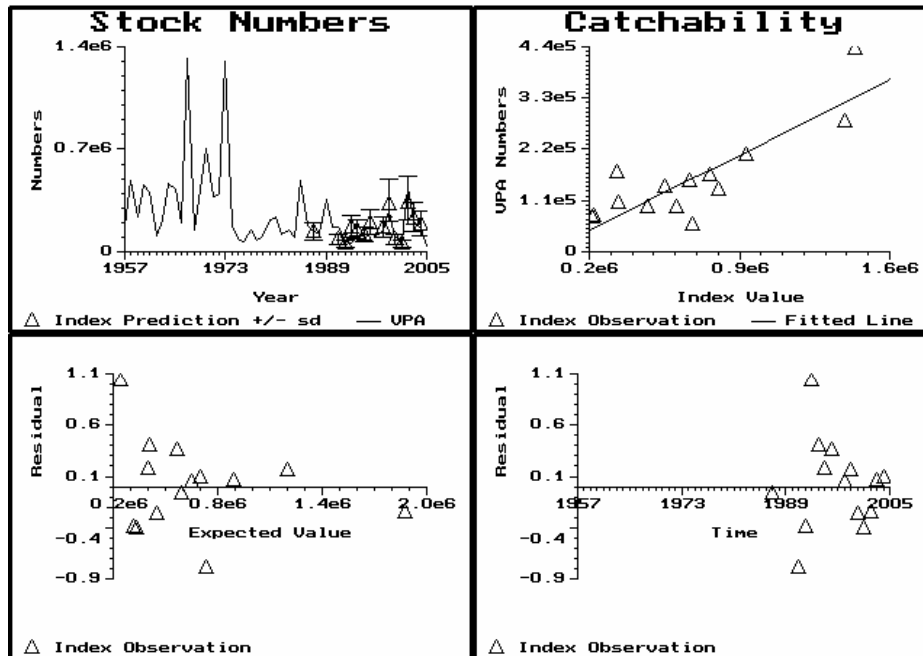 Stock Numbers
1.4e6
0.7e6
0
Numbers
1957 1973 1989 2005
Year
△ Index Prediction +/- sd — VPA
Catchability
4.4e5
3.3e5
2.2e5
1.1e5
0
VPA Numbers
0.2e6 0.9e6 1.6e6
Index Value
△ Index Observation — Fitted Line
1.1
0.6
0.1
-0.4
-0.9
Residual
0.2e6 0.8e6 1.4e6 2.0e6
Expected Value
△ Index Observation
1.1
0.6
0.1
-0.4
-0.9
Residual
1957 1973 1989 2005
Time
△ Index Observation